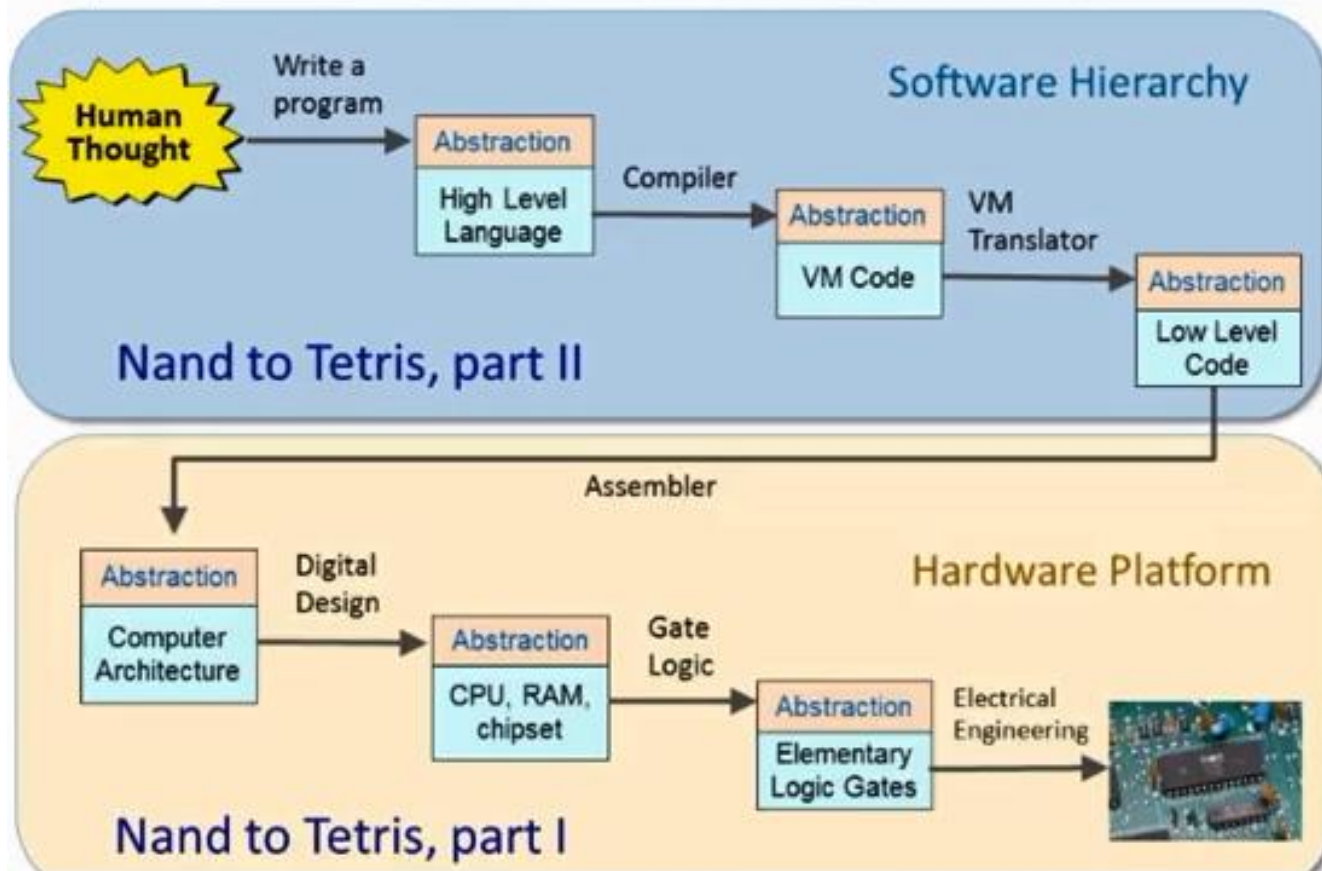 Software Hierarchy
Human
Thought
Write a
program
Abstraction
High Level
Language
Compiler
Abstraction
VM Code
VM
Translator
Abstraction
Low Level
Code
Nand to Tetris, part II
Assembler
Hardware Platform
Abstraction
Computer
Architecture
Digital
Design
Abstraction
CPU, RAM,
chipset
Gate
Logic
Abstraction
Elementary
Logic Gates
Electrical
Engineering
Nand to Tetris, part I